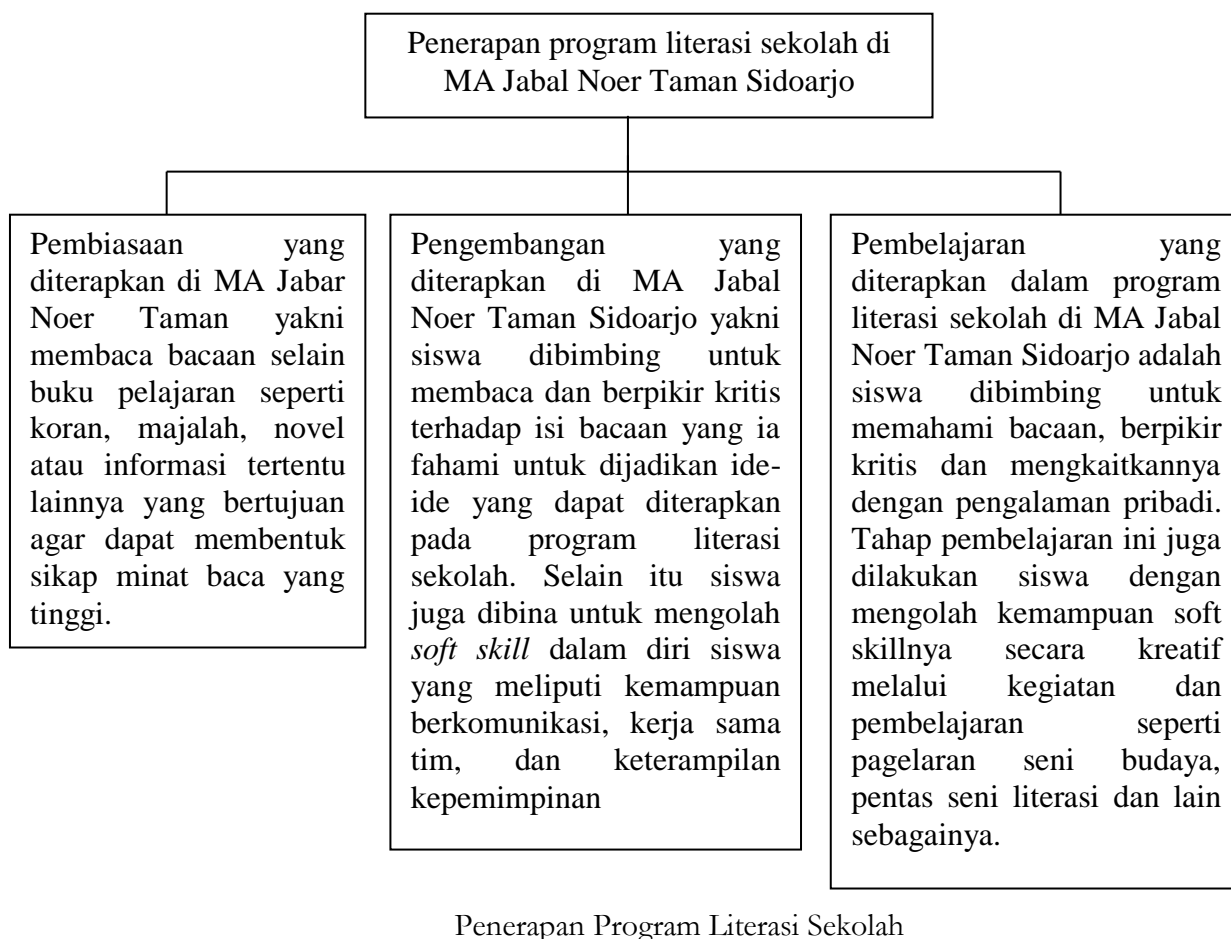 Penerapan program literasi sekolah di
MA Jabal Noer Taman Sidoarjo
Pembiasaan yang
diterapkan di MA Jabar
Noer Taman yakni
membaca bacaan selain
buku pelajaran seperti
koran, majalah, novel
atau informasi tertentu
lainnya yang bertujuan
agar dapat membentuk
sikap minat baca yang
tinggi.
Pengembangan yang
diterapkan di MA Jabal
Noer Taman Sidoarjo yakni
siswa dibimbing untuk
membaca dan berpikir kritis
terhadap isi bacaan yang ia
fahami untuk dijadikan ide-
ide yang dapat diterapkan
pada program literasi
sekolah. Selain itu siswa
juga dibina untuk mengolah
soft skill dalam diri siswa
yang meliputi kemampuan
berkomunikasi, kerja sama
tim, dan keterampilan
kepemimpinan
Pembelajaran yang
diterapkan dalam program
literasi sekolah di MA Jabal
Noer Taman Sidoarjo adalah
siswa dibimbing untuk
memahami bacaan, berpikir
kritis dan mengkaitkannya
dengan pengalaman pribadi.
Tahap pembelajaran ini juga
dilakukan siswa dengan
mengolah kemampuan soft
skillnya secara kreatif
melalui kegiatan dan
pembelajaran seperti
pagelaran seni budaya,
pentas seni literasi dan lain
sebagainya.
Penerapan Program Literasi Sekolah